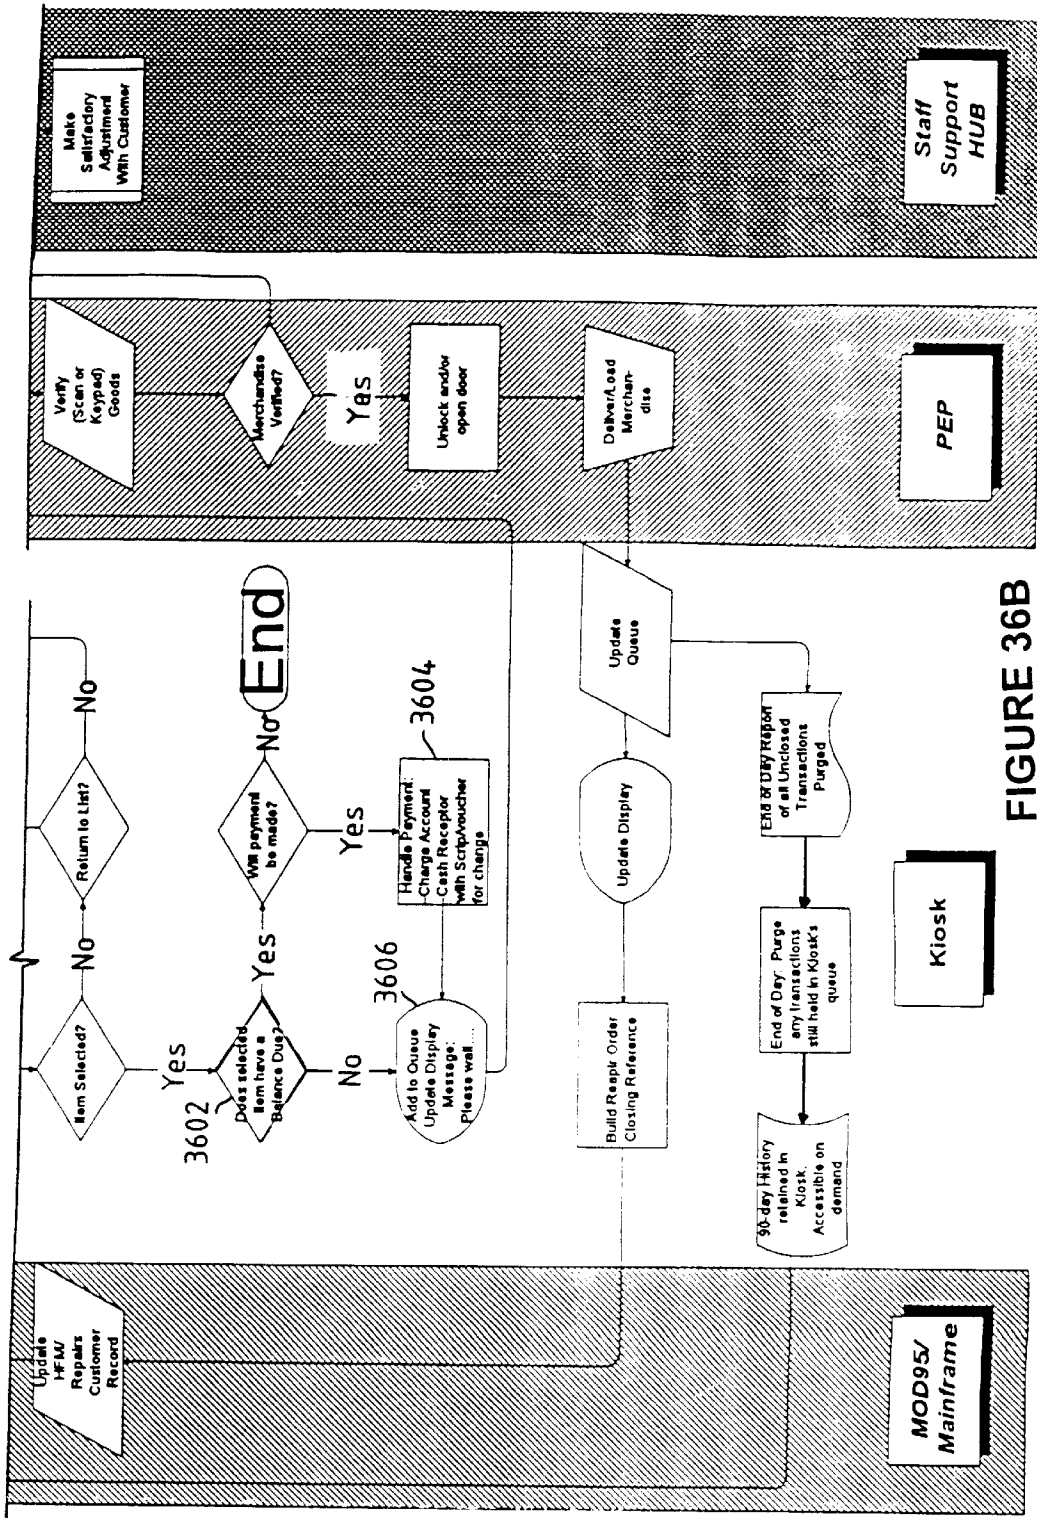 Update
HFM/
Repairs
Customer
Record
Item Selected?
No
Return to List?
No
Yes
3602
Does selected
Item have a
Balance Due?
Yes
Will payment
be made?
No
End
No
Yes
3606
Add to Queue
Update Display
Message:
Please wait....
3604
Handle Payment:
Charge Account
Cash Receptor
with Scrip/voucher
for change
Verify
(Scan or
Keypad)
Goods
Merchandise
Verified?
Yes
Unlock and/or
open door
Deliver/Load
Merchan-
dise
Make
Satisfactory
Adjustment
With Customer
Build Reapir Order
Closing Reference
Update Display
Update
Queue
90-day History
retained in
Kiosk.
Accessible on
demand
End of Day: Purge
any transactions
still held in Kiosk's
queue
End of Day Report
of all Unclosed
Transactions
Purged
MOD95/
Mainframe
Kiosk
PEP
Staff
Support
HUB
FIGURE 36B